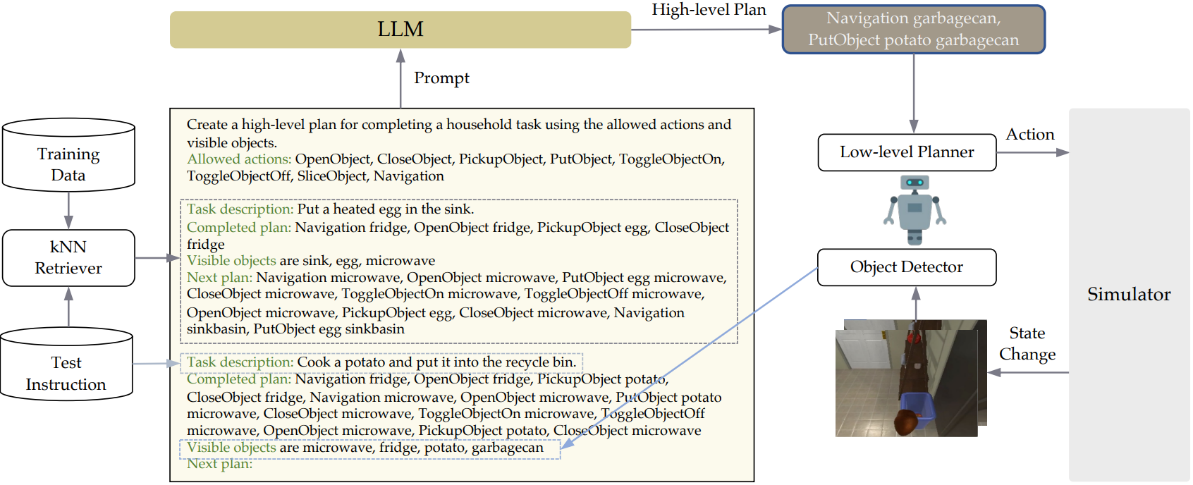 LLM
High-level Plan
Navigation garbagecan,
PutObject potato garbagecan
Prompt
Training
Data
kNN
Retriever
Test
Instruction
Create a high-level plan for completing a household task using the allowed actions and
visible objects.
Allowed actions: OpenObject, CloseObject, PickupObject, PutObject, ToggleObjectOn,
ToggleObjectOff, SliceObject, Navigation
Task description: Put a heated egg in the sink.
Completed plan: Navigation fridge, OpenObject fridge, PickupObject egg, CloseObject
fridge
Visible objects are sink, egg, microwave
Next plan: Navigation microwave, OpenObject microwave, PutObject egg microwave,
CloseObject microwave, ToggleObjectOn microwave, ToggleObjectOff microwave,
OpenObject microwave, PickupObject egg, CloseObject microwave, Navigation
sinkbasin, PutObject egg sinkbasin
Task description: Cook a potato and put it into the recycle bin.
Completed plan: Navigation fridge, OpenObject fridge, PickupObject potato,
CloseObject fridge, Navigation microwave, OpenObject microwave, PutObject potato
microwave, CloseObject microwave, ToggleObjectOn microwave, ToggleObjectOff
microwave, OpenObject microwave, PickupObject potato, CloseObject microwave
Visible objects are microwave, fridge, potato, garbagecan
Next plan:
Low-level Planner
Action
Object Detector
State
Change
Simulator